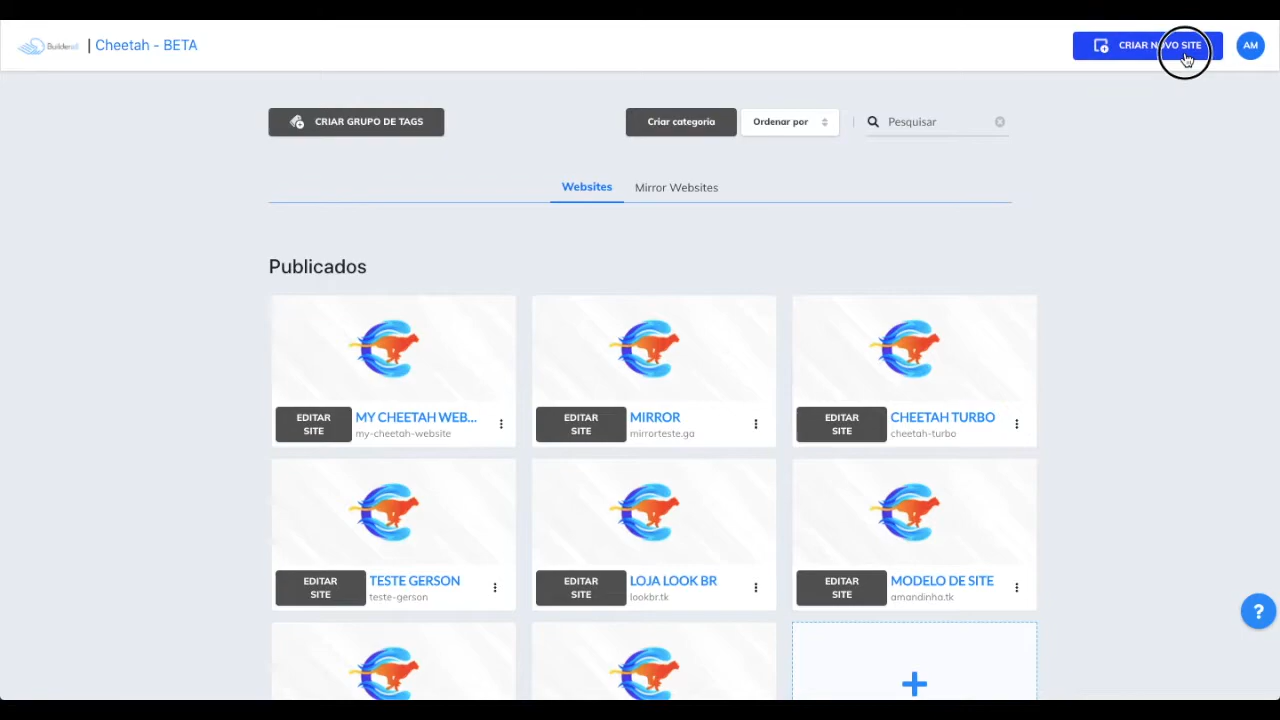 Builderall | Cheetah - BETA
CRIAR NOVO SITE
AM
CRIAR GRUPO DE TAGS
Criar categoria
Ordenar por
Pesquisar
Websites
Mirror Websites
Publicados
EDITAR SITE
MY CHEETAH WEB...
my-cheetah-website
EDITAR SITE
MIRROR
mirrorteste.ga
EDITAR SITE
CHEETAH TURBO
cheetah-turbo
EDITAR SITE
TESTE GERSON
teste-gerson
EDITAR SITE
LOJA LOOK BR
lookbr.tk
EDITAR SITE
MODELO DE SITE
amandinha.tk
?